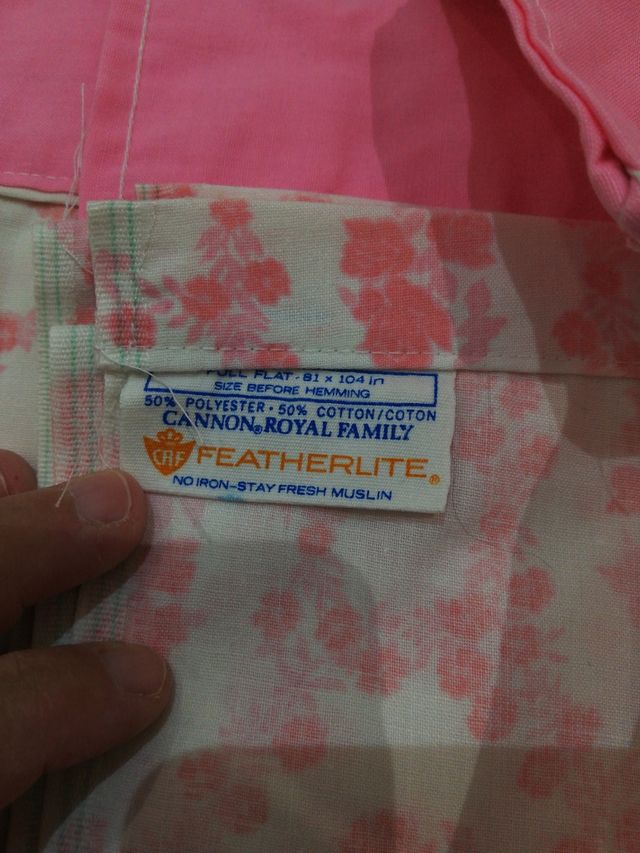 FULL FLAT - 81 x 104 in
SIZE BEFORE HEMMING
50% POLYESTER • 50% COTTON/COTON
CANNON® ROYAL FAMILY
CRF FEATHERLITE®
NO IRON-STAY FRESH MUSLIN